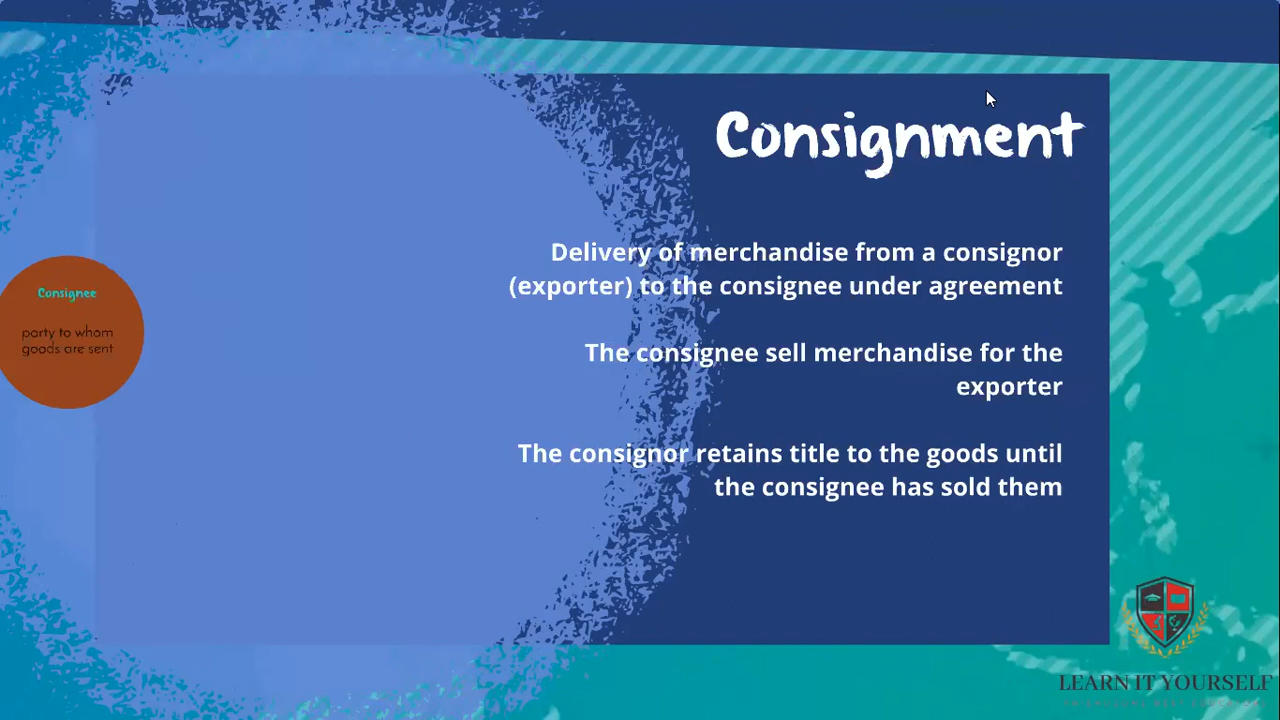 Consignment
Delivery of merchandise from a consignor
(exporter) to the consignee under agreement
The consignee sell merchandise for the
exporter
The consignor retains title to the goods until
the consignee has sold them
Consignee
party to whom
goods are sent
LEARN IT YOURSELF